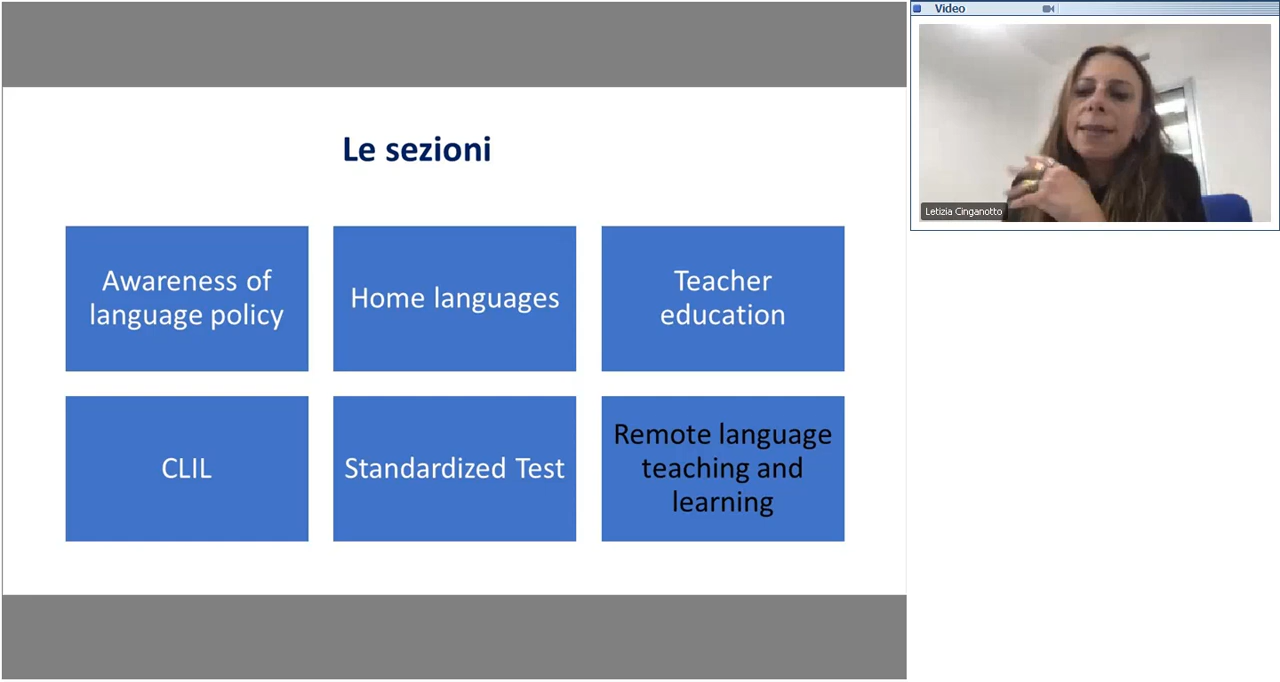 Video
Letizia Cinganotto
Le sezioni
Awareness of
language policy
Home languages
Teacher
education
CLIL
Standardized Test
Remote language
teaching and
learning